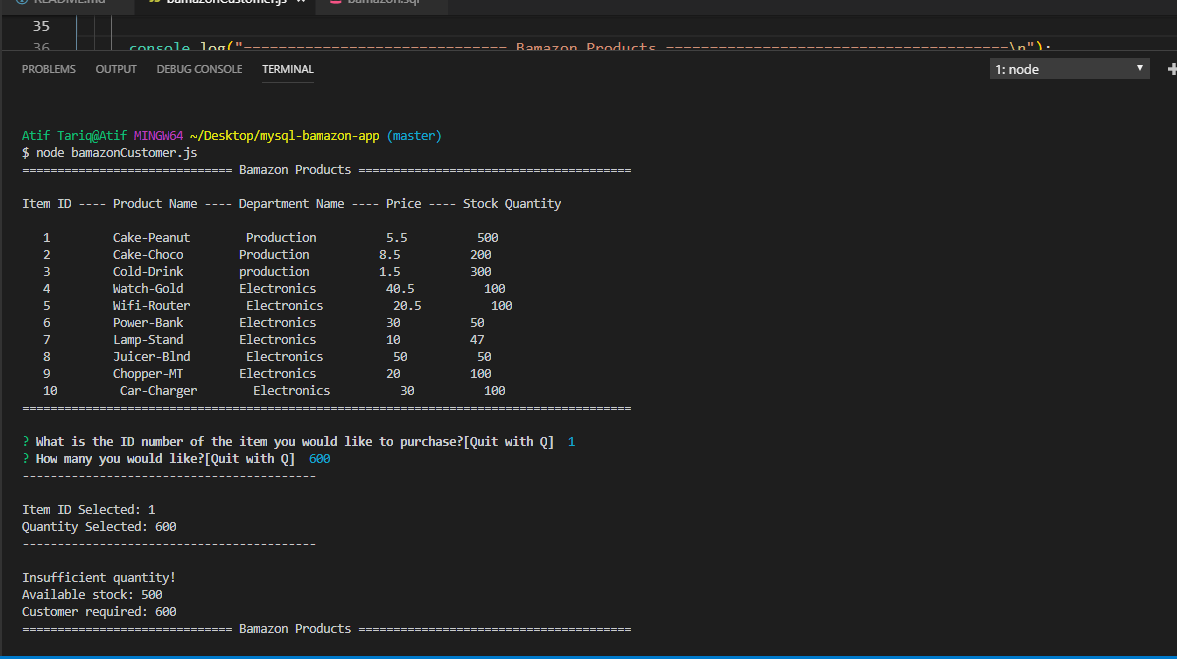 README.md bamazonCustomer.js bamazon.sql
35
36 console.log("============================== Bamazon Products =======================================\n");
PROBLEMS OUTPUT DEBUG CONSOLE TERMINAL 1: node
Atif Tariq@Atif MINGW64 ~/Desktop/mysql-bamazon-app (master)
$ node bamazonCustomer.js
============================== Bamazon Products =======================================
Item ID ---- Product Name ---- Department Name ---- Price ---- Stock Quantity
1 Cake-Peanut Production 5.5 500
2 Cake-Choco Production 8.5 200
3 Cold-Drink production 1.5 300
4 Watch-Gold Electronics 40.5 100
5 Wifi-Router Electronics 20.5 100
6 Power-Bank Electronics 30 50
7 Lamp-Stand Electronics 10 47
8 Juicer-Blnd Electronics 50 50
9 Chopper-MT Electronics 20 100
10 Car-Charger Electronics 30 100
=======================================================================================
? What is the ID number of the item you would like to purchase?[Quit with Q] 1
? How many you would like?[Quit with Q] 600
------------------------------------------
Item ID Selected: 1
Quantity Selected: 600
------------------------------------------
Insufficient quantity!
Available stock: 500
Customer required: 600
============================== Bamazon Products =======================================